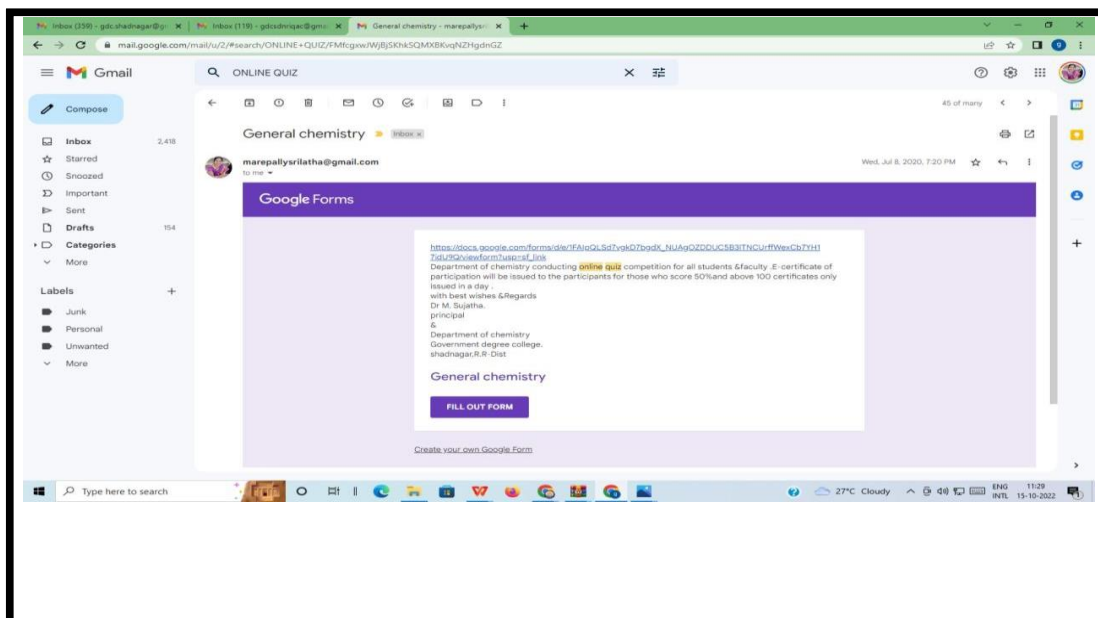 Inbox (359) - gdc.shadnagar@g
Inbox (119) - gdcsdnriqac@gma
General chemistry - marepallysri
mail.google.com/mail/u/2/#search/ONLINE+QUIZ/
Gmail
ONLINE QUIZ
Compose
45 of many
Inbox 2,418
Starred
Snoozed
Important
Sent
Drafts 154
Categories
More
Labels
Junk
Personal
Unwanted
More
General chemistry
Inbox x
marepallysrilatha@gmail.com
Wed, Jul 8, 2020, 7:20 PM
to me
Google Forms
Department of chemistry conducting online quiz competition for all students &faculty .E-certificate of
participation will be issued to the participants for those who score 50%and above 100 certificates only
issued in a day .
with best wishes &Regards
Dr M. Sujatha.
principal
&
Department of chemistry
Government degree college.
shadnagar,R.R-Dist
General chemistry
FILL OUT FORM
Create your own Google Form
Type here to search
27°C Cloudy
ENG
INTL
11:29
15-10-2022